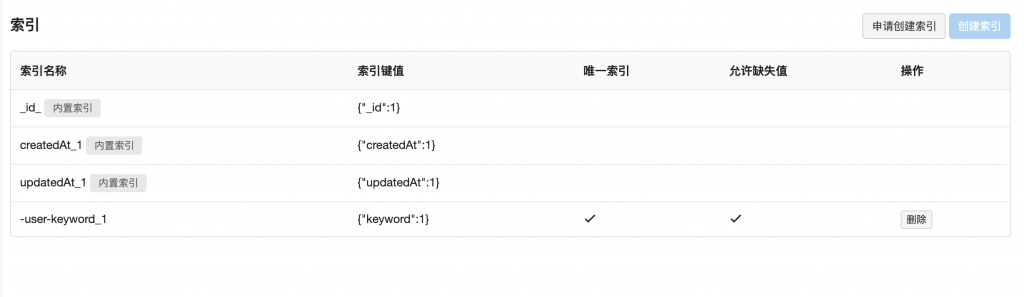 索引
申请创建索引 创建索引
索引名称 索引键值 唯一索引 允许缺失值 操作
_id_ 内置索引 {"_id":1}
createdAt_1 内置索引 {"createdAt":1}
updatedAt_1 内置索引 {"updatedAt":1}
-user-keyword_1 {"keyword":1} ✓ ✓ 删除